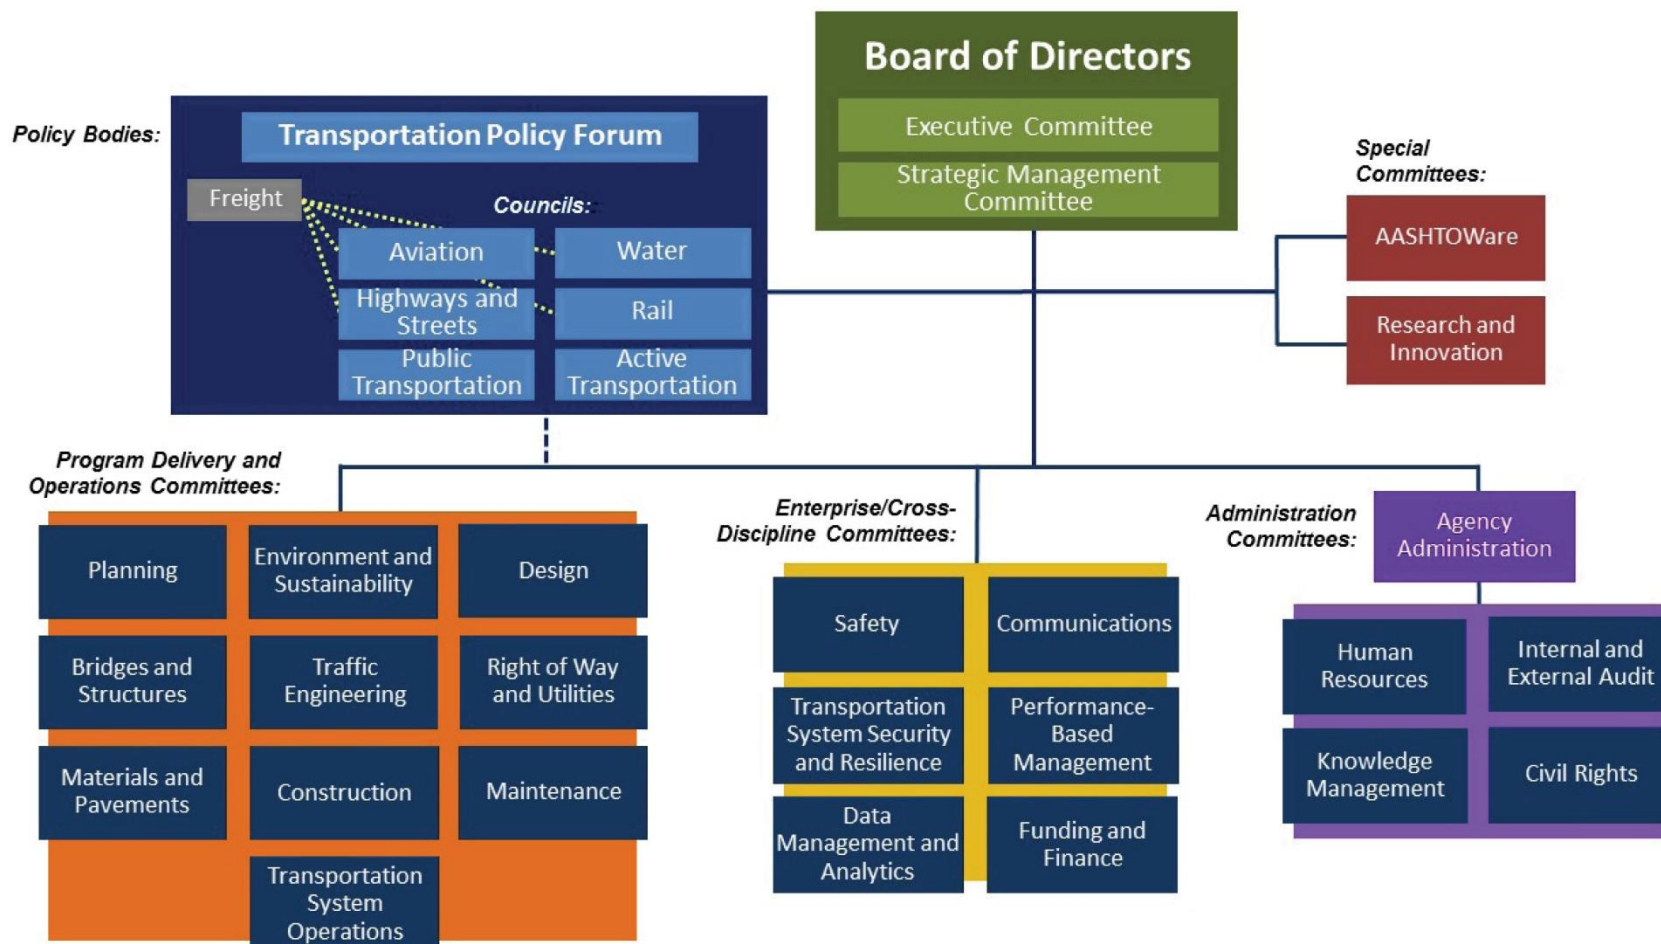 Board of Directors
Executive Committee
Strategic Management
Committee
Policy Bodies:
Transportation Policy Forum
Freight
Councils:
Aviation
Water
Highways and
Streets
Rail
Public
Transportation
Active
Transportation
Special
Committees:
AASHTOWare
Research and
Innovation
Program Delivery and
Operations Committees:
Planning
Environment and
Sustainability
Design
Bridges and
Structures
Traffic
Engineering
Right of Way
and Utilities
Materials and
Pavements
Construction
Maintenance
Transportation
System
Operations
Enterprise/Cross-
Discipline Committees:
Safety
Communications
Transportation
System Security
and Resilience
Performance-
Based
Management
Data
Management and
Analytics
Funding and
Finance
Administration
Committees:
Agency
Administration
Human
Resources
Internal and
External Audit
Knowledge
Management
Civil Rights